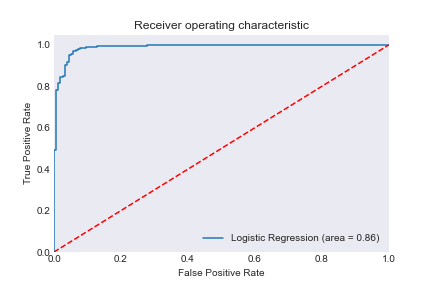 Receiver operating characteristic
1.0
0.8
0.6
0.4
0.2
0.0
True Positive Rate
Logistic Regression (area = 0.86)
0.0 0.2 0.4 0.6 0.8 1.0
False Positive Rate